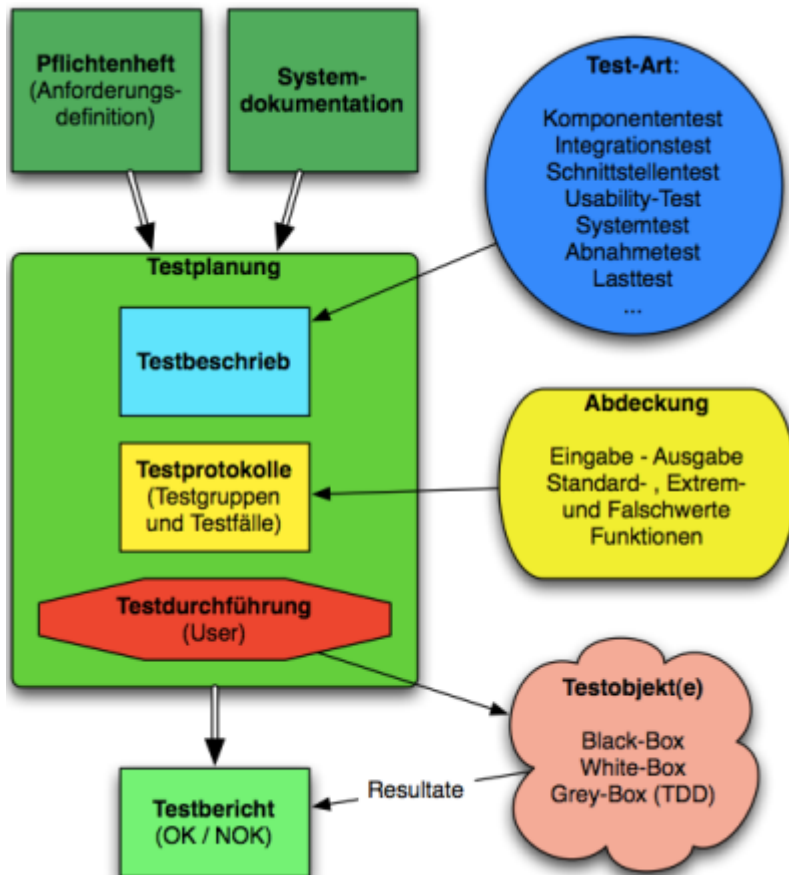 Pflichtenheft
(Anforderungs-
definition)
System-
dokumentation
Test-Art:
Komponententest
Integrationstest
Schnittstellentest
Usability-Test
Systemtest
Abnahmetest
Lasttest
...
Testplanung
Testbeschrieb
Testprotokolle
(Testgruppen
und Testfälle)
Abdeckung
Eingabe - Ausgabe
Standard- , Extrem-
und Falschwerte
Funktionen
Testdurchführung
(User)
Testobjekt(e)
Black-Box
White-Box
Grey-Box (TDD)
Resultate
Testbericht
(OK / NOK)